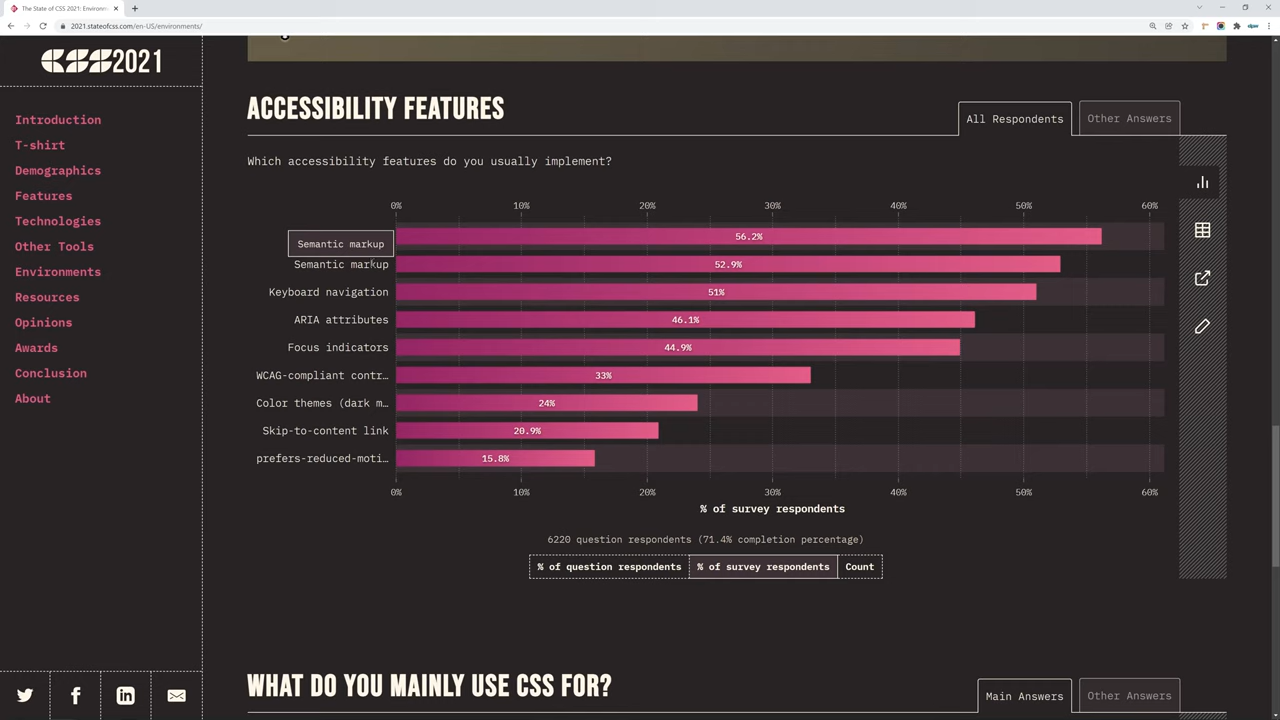 The State of CSS 2021: Environm
2021.stateofcss.com/en-US/environments/
CSS2021
Introduction
T-shirt
Demographics
Features
Technologies
Other Tools
Environments
Resources
Opinions
Awards
Conclusion
About
ACCESSIBILITY FEATURES
All Respondents
Other Answers
Which accessibility features do you usually implement?
0% 10% 20% 30% 40% 50% 60%
Semantic markup
56.2%
Semantic markup 52.9%
Keyboard navigation 51%
ARIA attributes 46.1%
Focus indicators 44.9%
WCAG-compliant contr… 33%
Color themes (dark m… 24%
Skip-to-content link 20.9%
prefers-reduced-moti… 15.8%
0% 10% 20% 30% 40% 50% 60%
% of survey respondents
6220 question respondents (71.4% completion percentage)
% of question respondents % of survey respondents Count
WHAT DO YOU MAINLY USE CSS FOR?
Main Answers
Other Answers